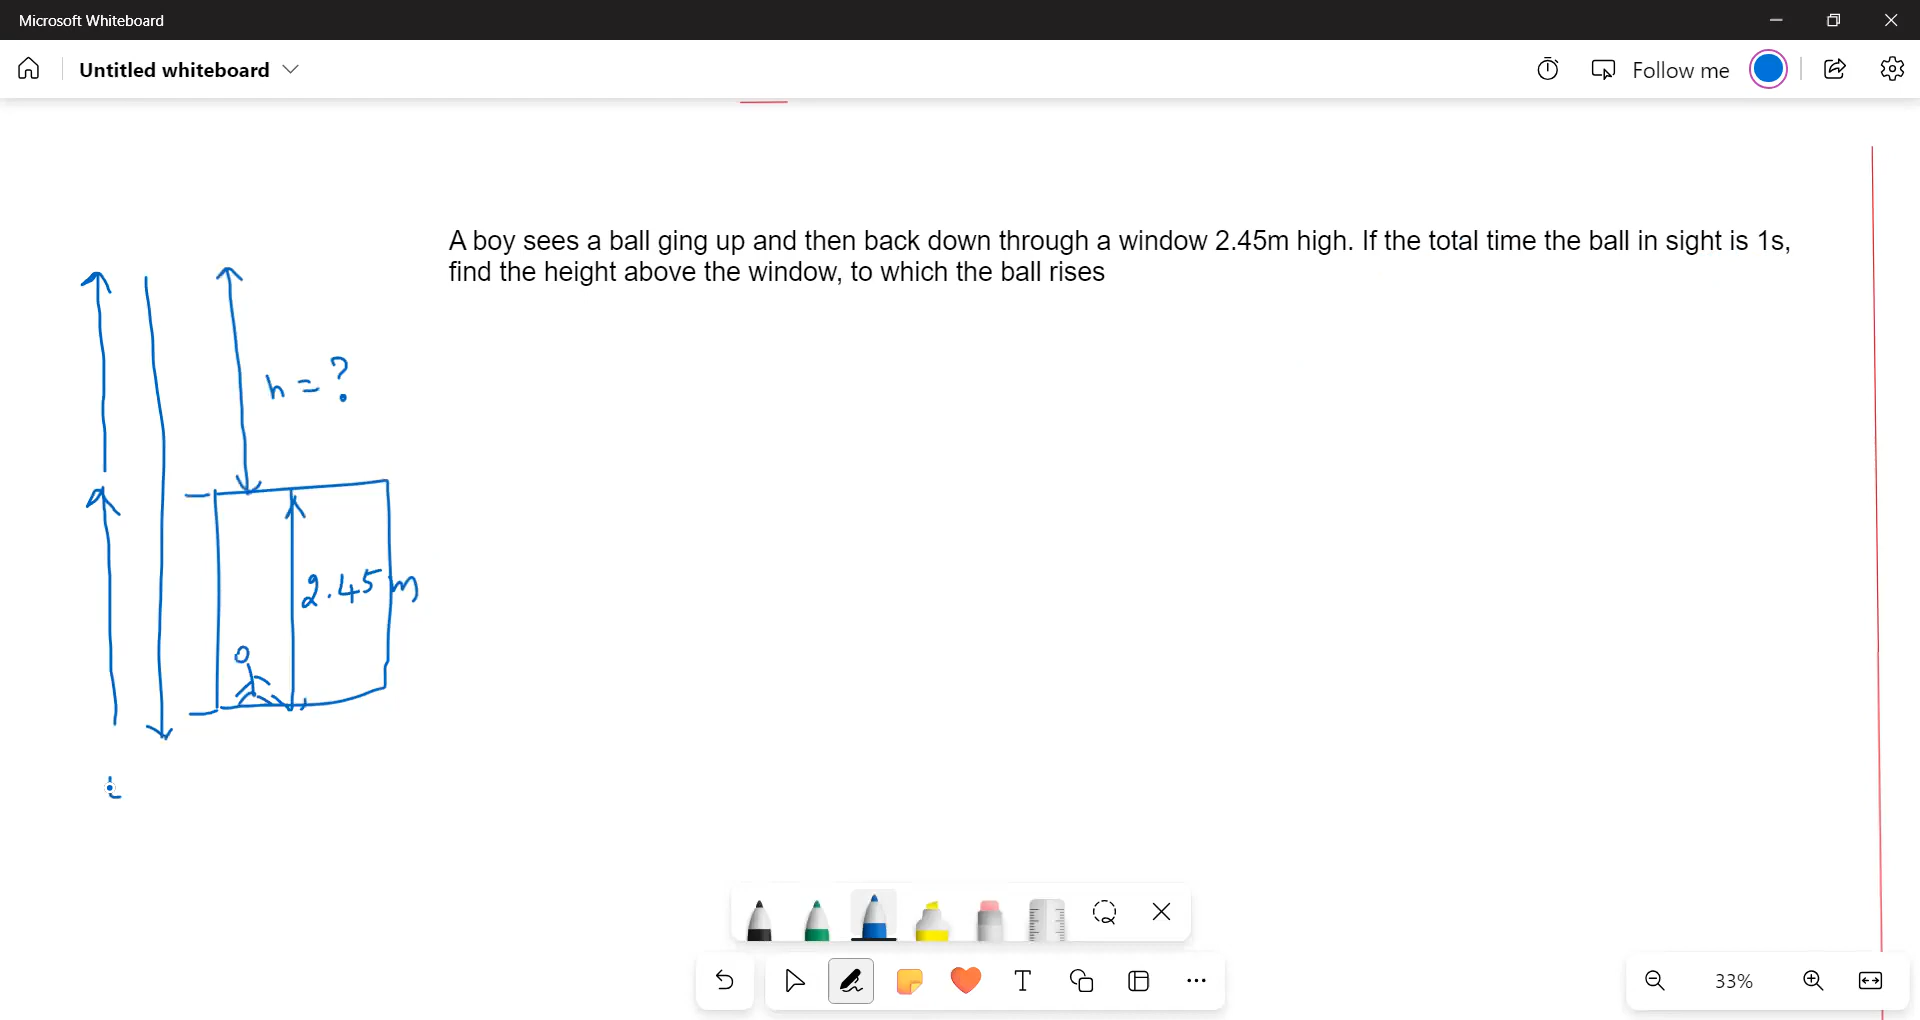 Microsoft Whiteboard
Untitled whiteboard
Follow me
A boy sees a ball ging up and then back down through a window 2.45m high. If the total time the ball in sight is 1s,
find the height above the window, to which the ball rises
h = ?
2.45 m
t
33%